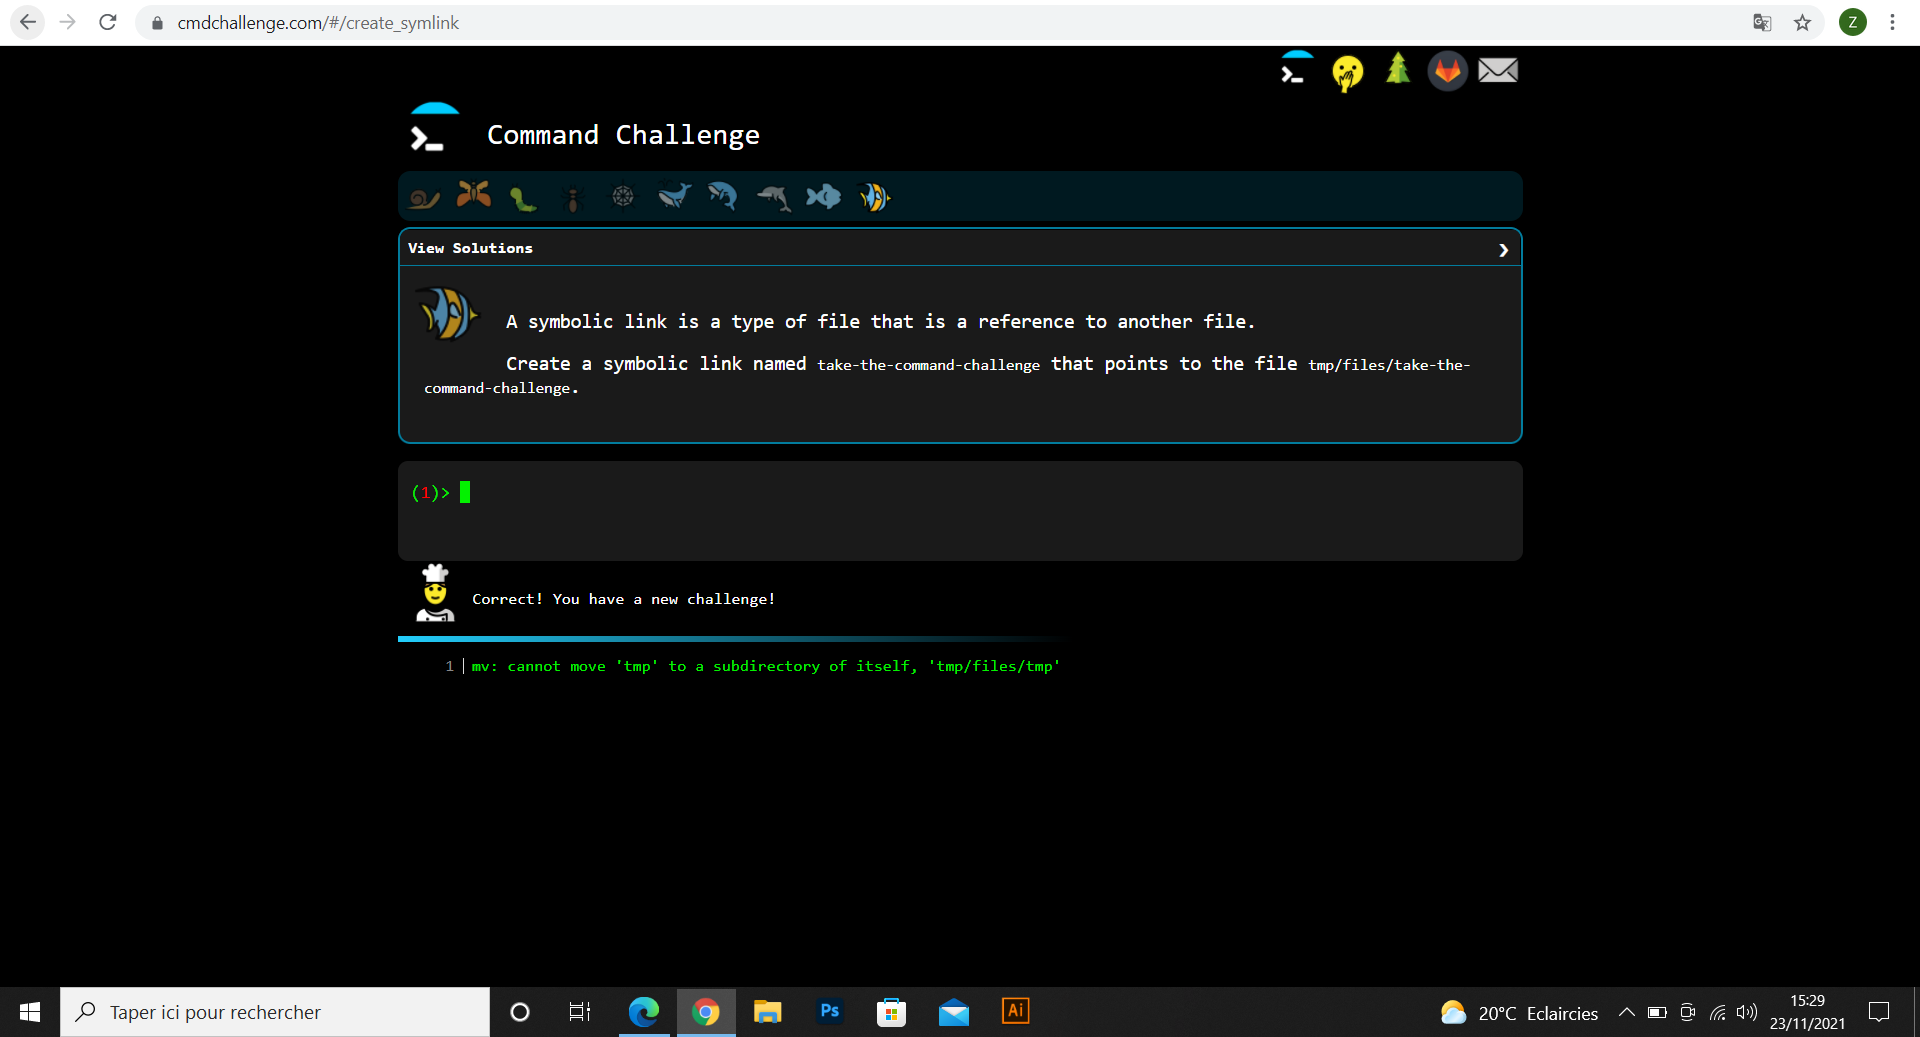 cmdchallenge.com/#/create_symlink
Z
Command Challenge
View Solutions
A symbolic link is a type of file that is a reference to another file.
Create a symbolic link named take-the-command-challenge that points to the file tmp/files/take-the-
command-challenge.
(1)>
Correct! You have a new challenge!
1 mv: cannot move 'tmp' to a subdirectory of itself, 'tmp/files/tmp'
Taper ici pour rechercher
Ps
Ai
20°C Eclaircies
15:29
23/11/2021